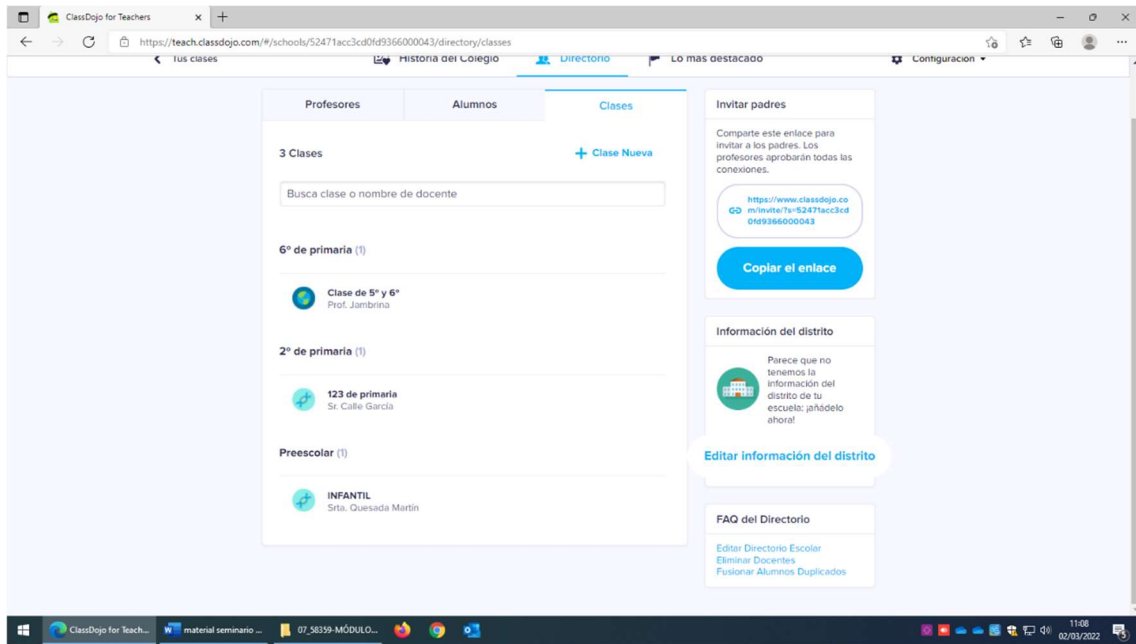 ClassDojo for Teachers
https://teach.classdojo.com/#/schools/52471acc3cd0fd9366000043/directory/classes
Tus clases
Historia del Colegio
Directorio
Lo más destacado
Configuración
Profesores
Alumnos
Clases
3 Clases
+ Clase Nueva
Busca clase o nombre de docente
6º de primaria (1)
Clase de 5º y 6º
Prof. Jambrina
2º de primaria (1)
123 de primaria
Sr. Calle García
Preescolar (1)
INFANTIL
Srta. Quesada Martín
Invitar padres
Comparte este enlace para
invitar a los padres. Los
profesores aprobarán todas las
conexiones.
https://www.classdojo.co
m/invite/?s=52471acc3cd
0fd9366000043
Copiar el enlace
Información del distrito
Parece que no
tenemos la
información del
distrito de tu
escuela: ¡añádelo
ahora!
Editar información del distrito
FAQ del Directorio
Editar Directorio Escolar
Eliminar Docentes
Fusionar Alumnos Duplicados
ClassDojo for Teach...
material seminario ...
07_58359-MÓDULO...
11:08
02/03/2022